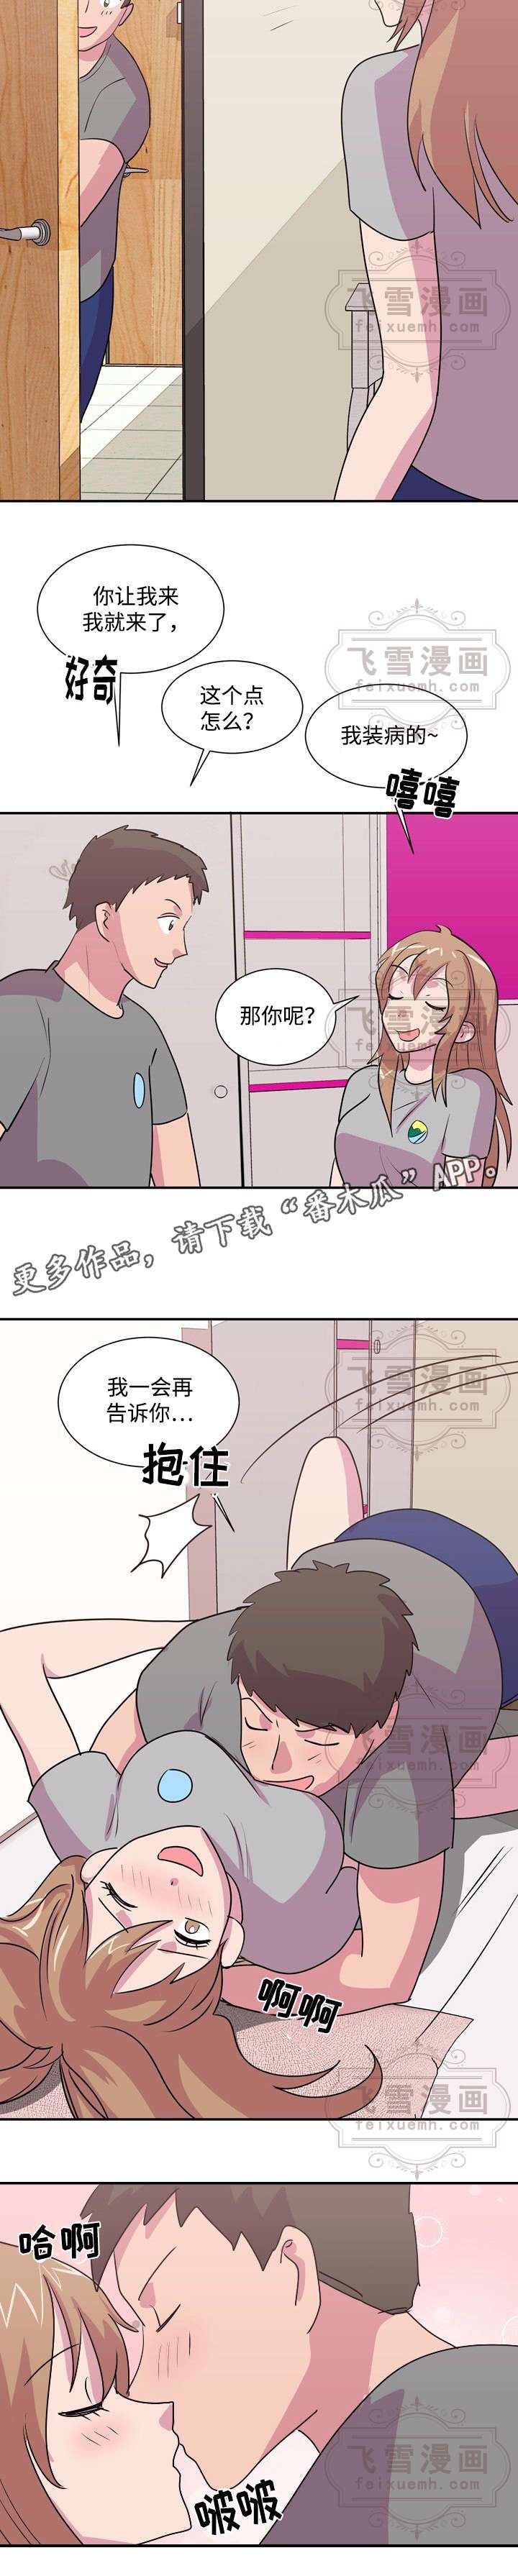 飞雪漫画
feixuemh.com
你让我来
我就来了，
飞雪漫画
feixuemh.com
好奇
这个点
怎么？
我装病的~
嘻嘻
那你呢？
飞雪漫画
feixuemh.com
更多作品，请下载“番木瓜”APP。
我一会再
告诉你...
飞雪漫画
feixuemh.com
抱住
飞雪漫画
feixuemh.com
啊啊
飞雪漫画
feixuemh.com
哈啊
飞雪漫画
feixuemh.com
啵啵